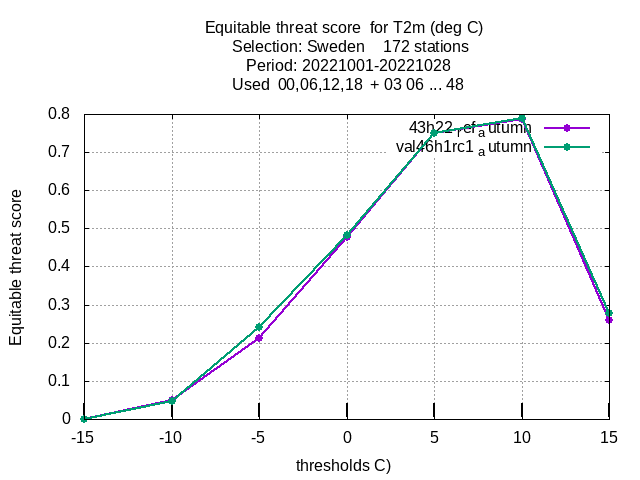 Equitable threat score  for T2m (deg C)
Selection: Sweden    172 stations
Period: 20221001-20221028
Used  00,06,12,18  + 03 06 ... 48
Equitable threat score
0.8
0.7
0.6
0.5
0.4
0.3
0.2
0.1
0
43h22_ref_autumn
val46h1rc1_autumn
-15 -10 -5 0 5 10 15
thresholds C)